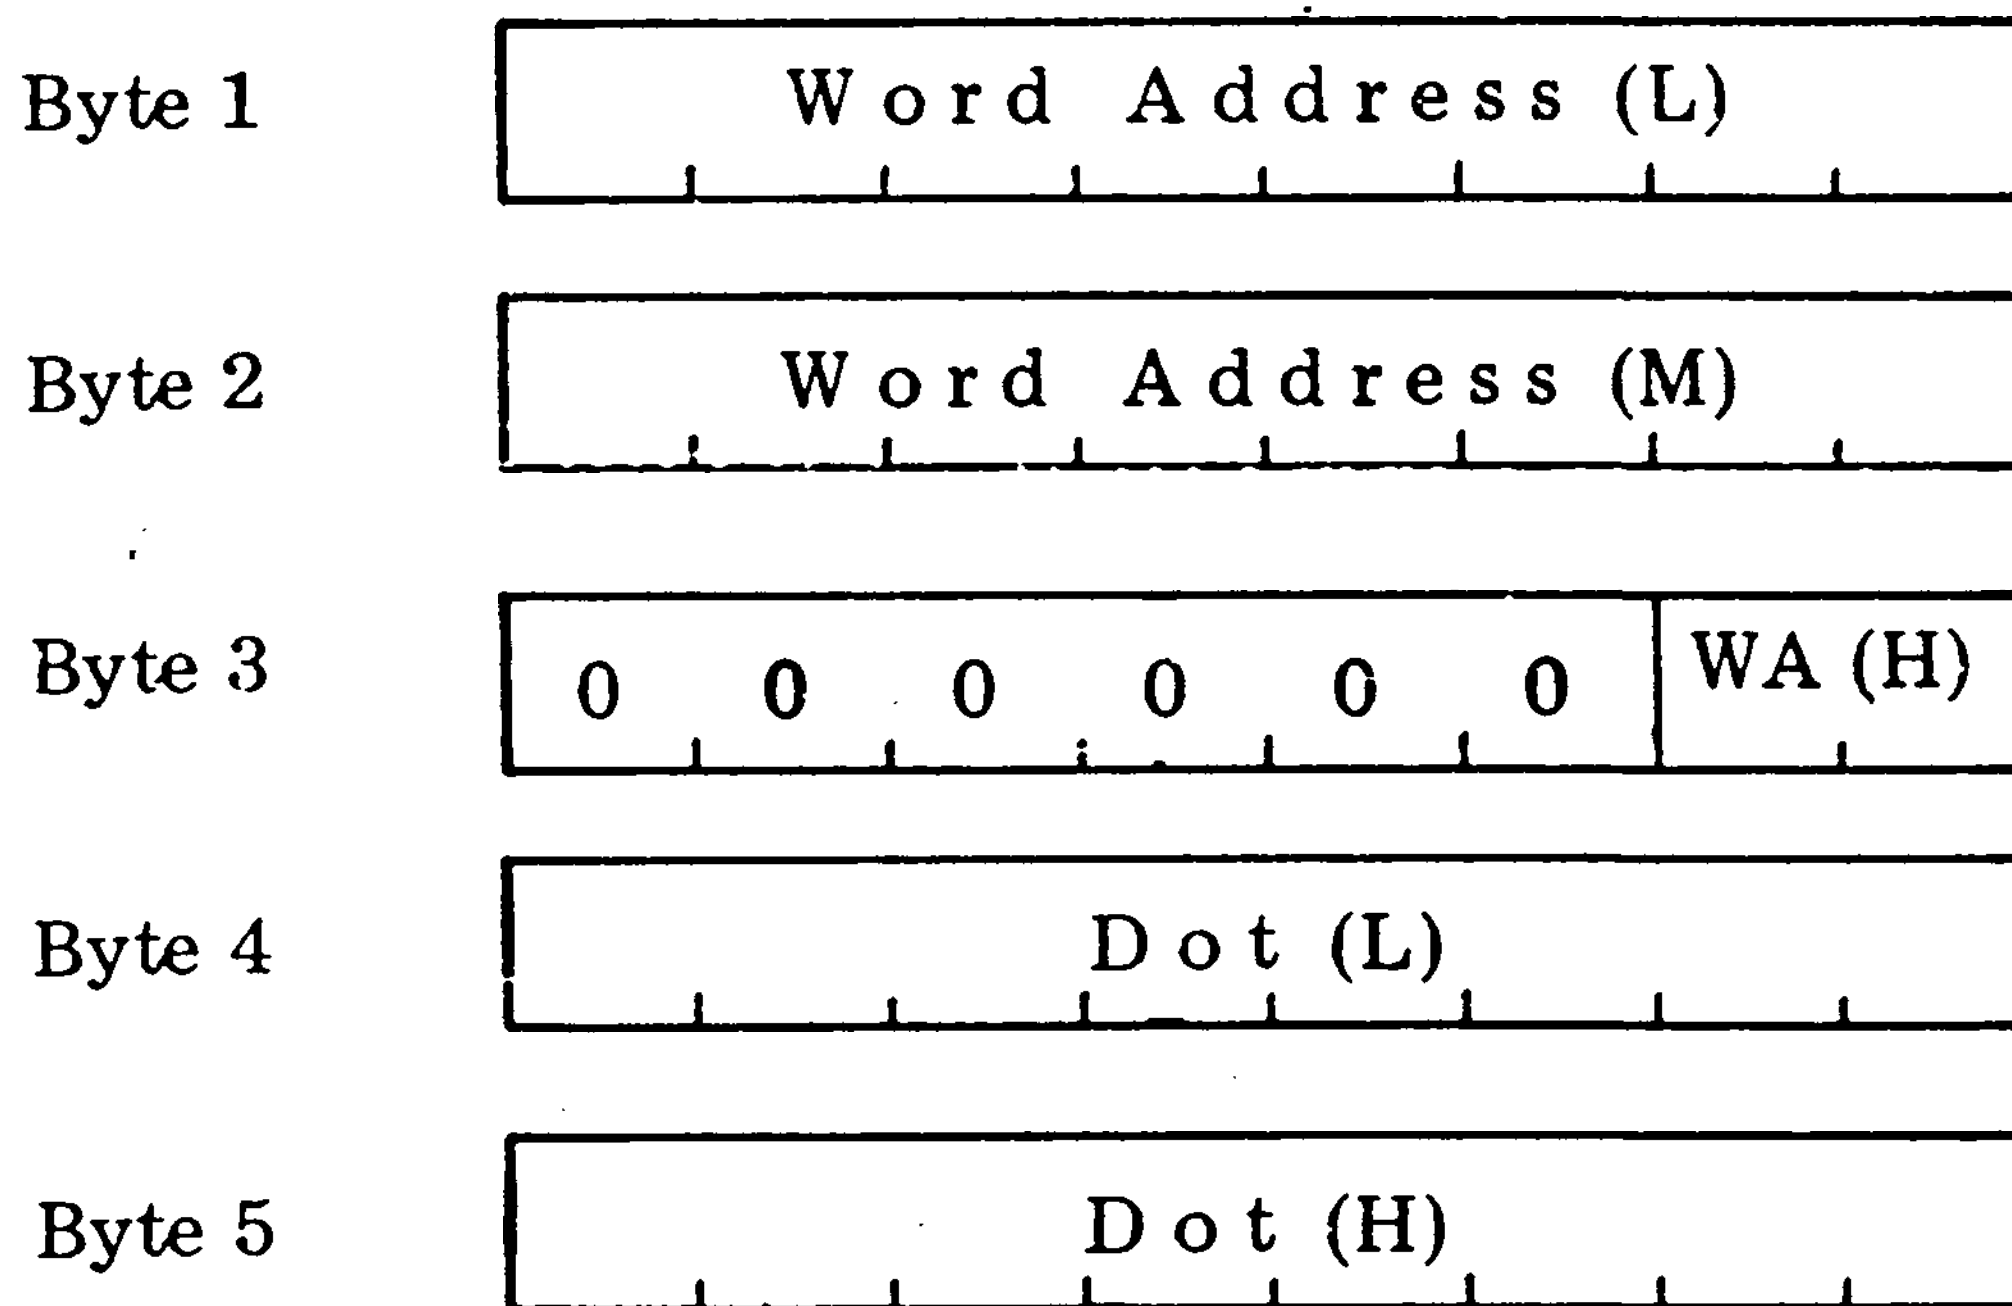 Byte 1 Word Address (L)
Byte 2 Word Address (M)
Byte 3 0 0 0 0 0 0 WA (H)
Byte 4 Dot (L)
Byte 5 Dot (H)